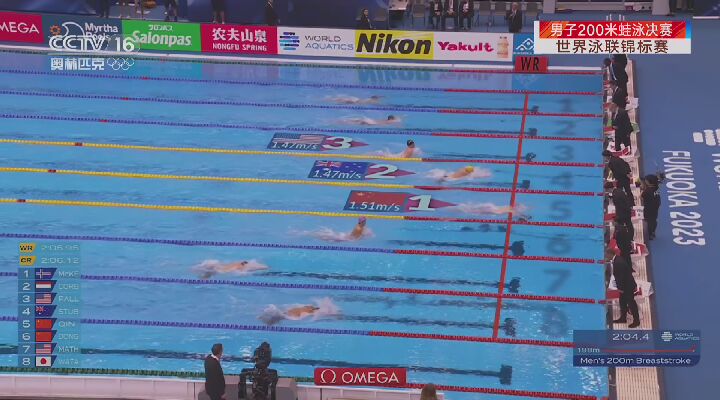 OMEGA
Myrtha
Salonpas
農夫山泉
NONGFU SPRING
WORLD AQUATICS
Nikon
Yakult
男子200米蛙泳决赛
世界泳联锦标赛
CCTV 16
奥林匹克
WR
3
1.47m/s
2
1.47m/s
1
1.51m/s
FUKUOKA 2023
WR 2:05.95
CR 2:06.12
1 MCKE
2 CORB
3 FALL
4 STUB
5 QIN
6 DONG
7 MATH
8 WATA
2:04.4
WORLD AQUATICS
198m
Men's 200m Breaststroke
Ω OMEGA